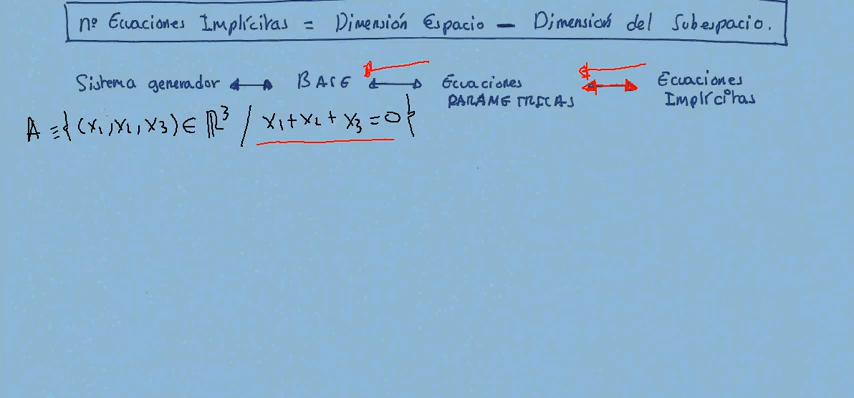 nº Ecuaciones Implícitas = Dimensión Espacio – Dimensión del Subespacio.
Sistema generador ↔ BASE ↔ Ecuaciones PARAMETRICAS ↔ Ecuaciones Implícitas
A ≡ {(x₁, x₂, x₃) ∈ ℝ³ / x₁ + x₂ + x₃ = 0}